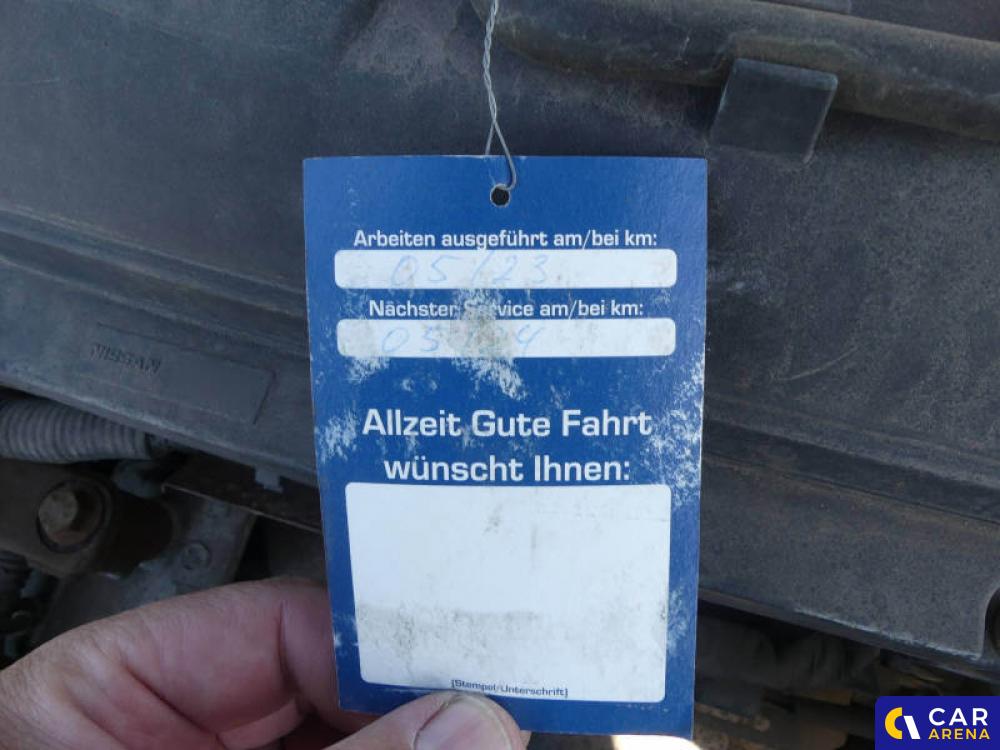 Arbeiten ausgeführt am/bei km:
05/23
Nächster Service am/bei km:
Allzeit Gute Fahrt
wünscht Ihnen:
[Stempel/Unterschrift]
NISSAN
CAR
ARENA